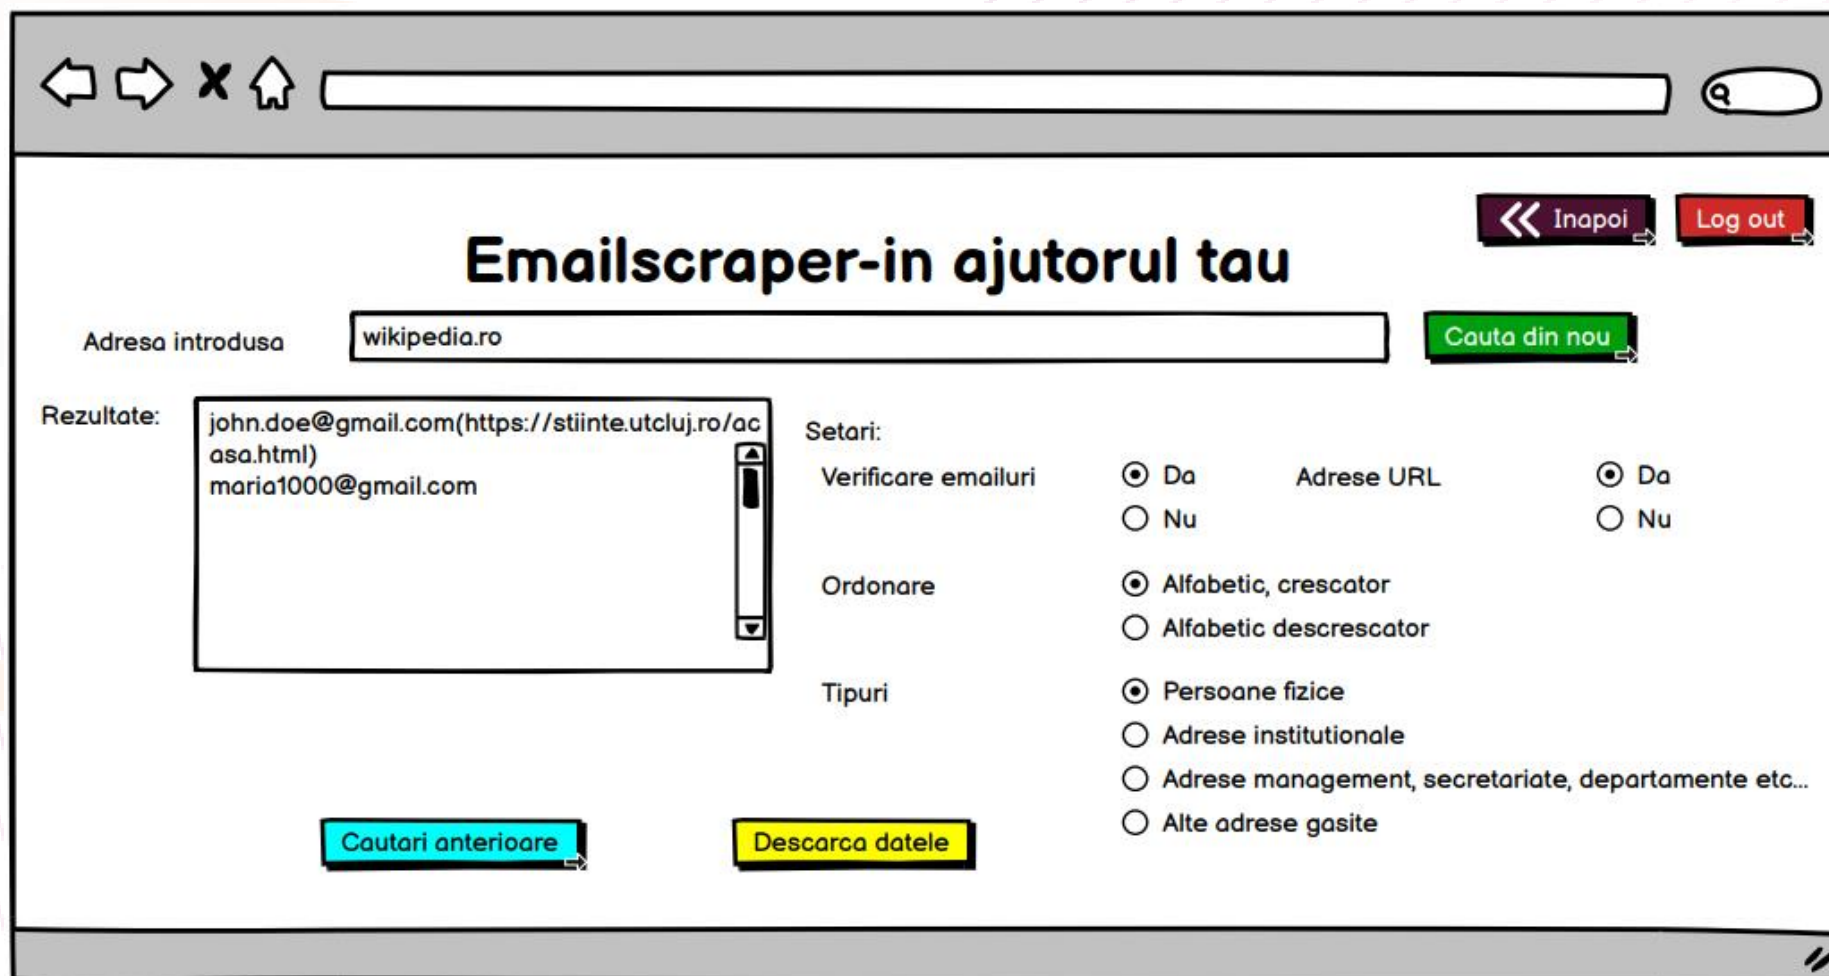 Inapoi
Log out
Emailscraper-in ajutorul tau
Adresa introdusa
wikipedia.ro
Cauta din nou
Rezultate:
john.doe@gmail.com(https://stiinte.utcluj.ro/ac
asa.html)
maria1000@gmail.com
Setari:
Verificare emailuri
Da
Nu
Adrese URL
Da
Nu
Ordonare
Alfabetic, crescator
Alfabetic descrescator
Tipuri
Persoane fizice
Adrese institutionale
Adrese management, secretariate, departamente etc...
Alte adrese gasite
Cautari anterioare
Descarca datele